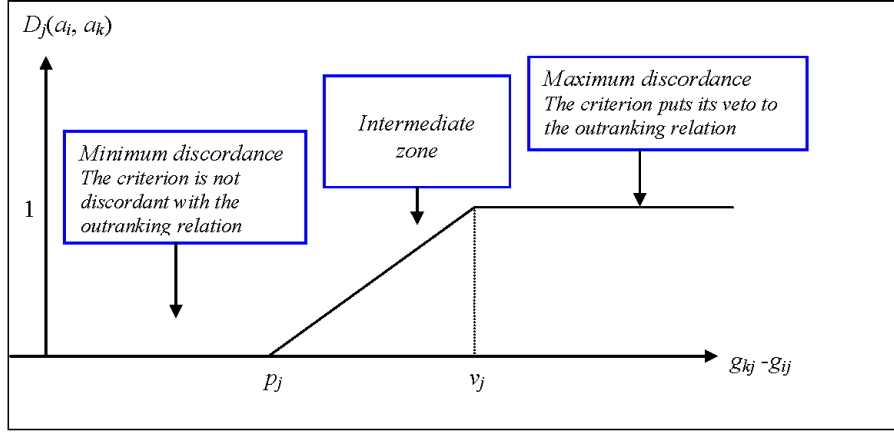 Dj(ai, ak)
Maximum discordance
The criterion puts its veto to
the outranking relation
Intermediate
zone
Minimum discordance
The criterion is not
discordant with the
outranking relation
1
pj
vj
gkj -gij